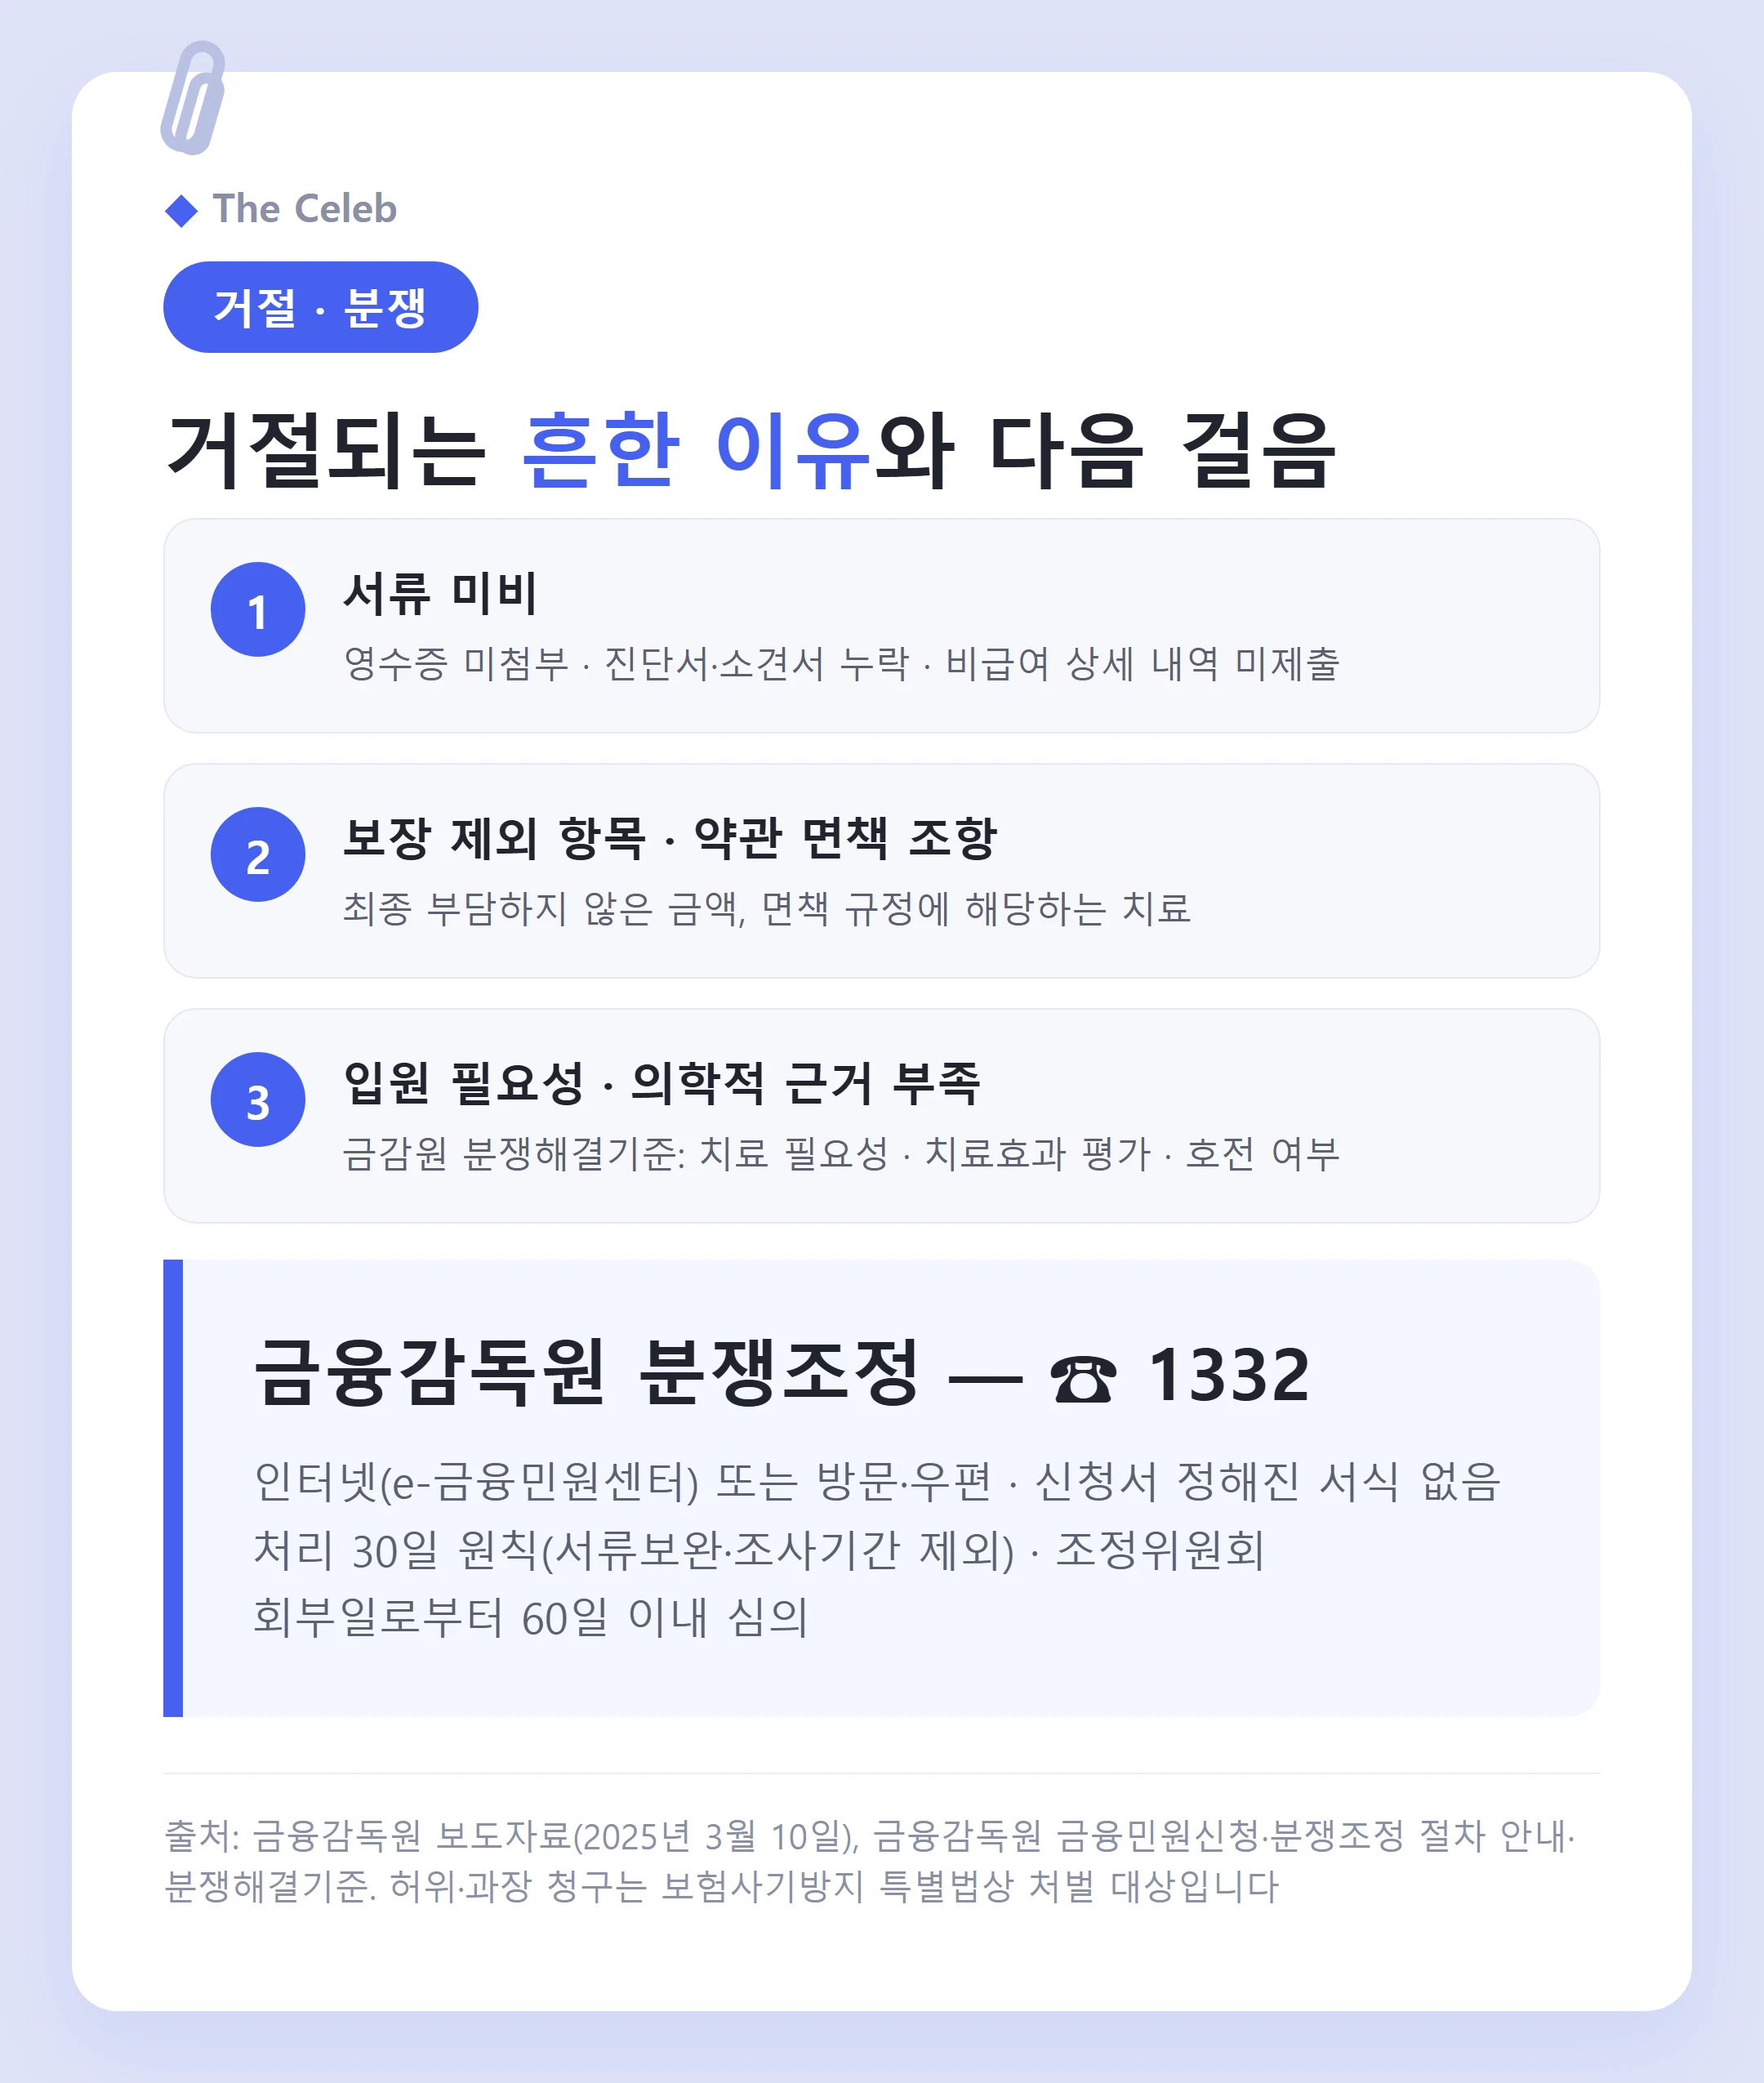 ◆ The Celeb
거절 · 분쟁
거절되는 흔한 이유와 다음 걸음
1
서류 미비
영수증 미첨부 · 진단서·소견서 누락 · 비급여 상세 내역 미제출
2
보장 제외 항목 · 약관 면책 조항
최종 부담하지 않은 금액, 면책 규정에 해당하는 치료
3
입원 필요성 · 의학적 근거 부족
금감원 분쟁해결기준: 치료 필요성 · 치료효과 평가 · 호전 여부
금융감독원 분쟁조정 — ☎ 1332
인터넷(e-금융민원센터) 또는 방문·우편 · 신청서 정해진 서식 없음
처리 30일 원칙(서류보완·조사기간 제외) · 조정위원회
회부일로부터 60일 이내 심의
출처: 금융감독원 보도자료(2025년 3월 10일), 금융감독원 금융민원신청·분쟁조정 절차 안내·
분쟁해결기준. 허위·과장 청구는 보험사기방지 특별법상 처벌 대상입니다